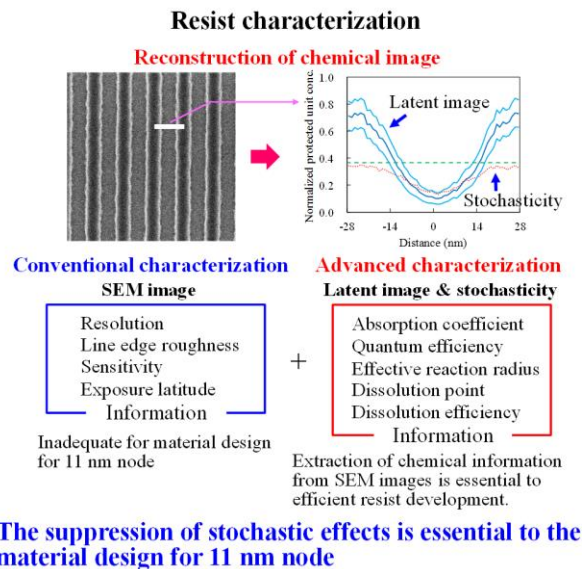 Resist characterization
Reconstruction of chemical image
Normalized protected unit conc.
1.0
0.8
0.6
0.4
0.2
0.0
Latent image
Stochasticity
-28
-14
0
14
28
Distance (nm)
Conventional characterization
SEM image
Resolution
Line edge roughness
Sensitivity
Exposure latitude
Information
Inadequate for material design
for 11 nm node
+
Advanced characterization
Latent image & stochasticity
Absorption coefficient
Quantum efficiency
Effective reaction radius
Dissolution point
Dissolution efficiency
Information
Extraction of chemical information
from SEM images is essential to
efficient resist development.
The suppression of stochastic effects is essential to the
material design for 11 nm node